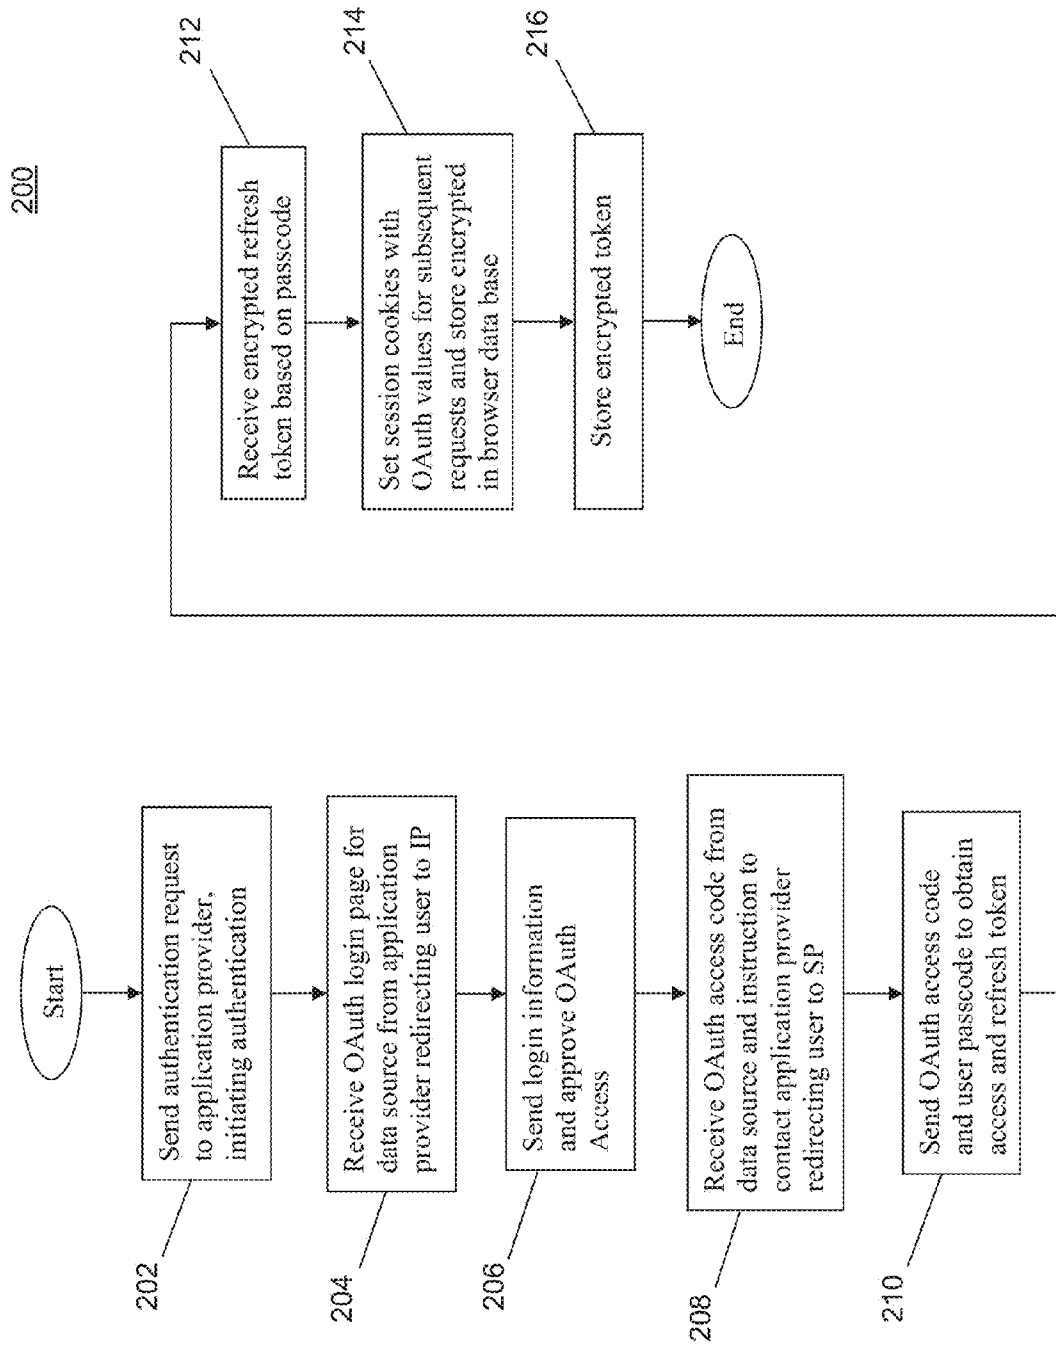 200
Start
Send authentication request
to application provider,
initiating authentication
202
Receive OAuth login page for
data source from application
provider redirecting user to IP
204
Send login information
and approve OAuth
Access
206
Receive OAuth access code from
data source and instruction to
contact application provider
redirecting user to SP
208
Send OAuth access code
and user passcode to obtain
access and refresh token
210
Receive encrypted refresh
token based on passcode
212
Set session cookies with
OAuth values for subsequent
requests and store encrypted
in browser data base
214
Store encrypted token
216
End